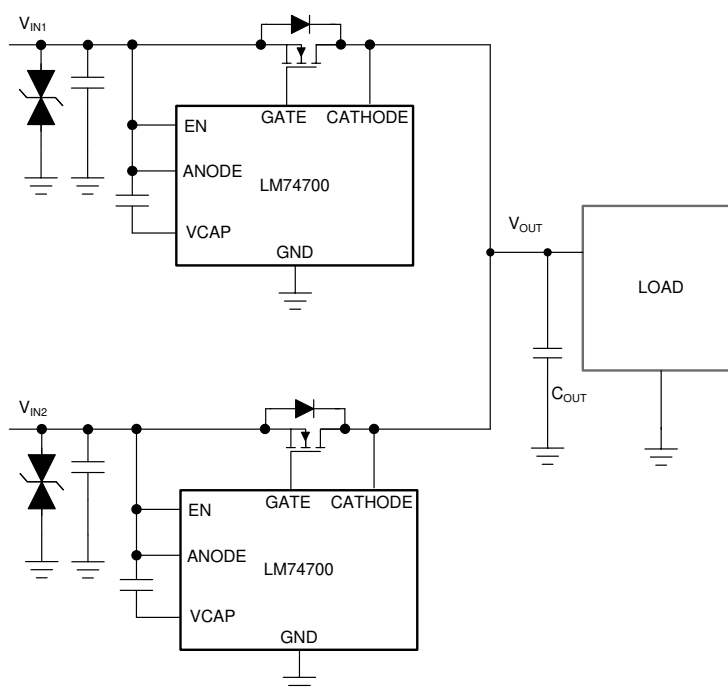 VIN1
GATE CATHODE
EN
ANODE
LM74700
VCAP
GND
VOUT
LOAD
COUT
VIN2
GATE CATHODE
EN
ANODE
LM74700
VCAP
GND